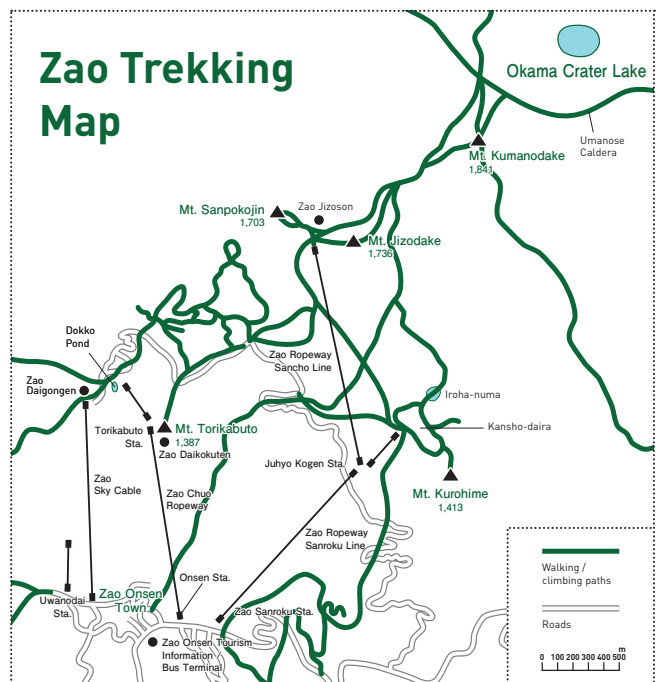 Zao Trekking
Map
Okama Crater Lake
Umanose
Caldera
Mt. Kumanodake
1,841
Zao Jizoson
Mt. Sanpokojin
1,703
Mt. Jizodake
1,736
Dokko
Pond
Zao Ropeway
Sancho Line
Zao
Daigongen
Iroha-numa
Mt. Torikabuto
1,387
Torikabuto
Sta.
Zao Daikokuten
Kansho-daira
Juhyo Kogen Sta.
Zao
Sky Cable
Zao Chuo
Ropeway
Mt. Kurohime
1,413
Zao Ropeway
Sanroku Line
Onsen Sta.
Uwanodai
Sta.
Zao Onsen
Town
Zao Sanroku Sta.
Zao Onsen Tourism
Information
Bus Terminal
Walking /
climbing paths
Roads
m
0 100 200 300 400 500